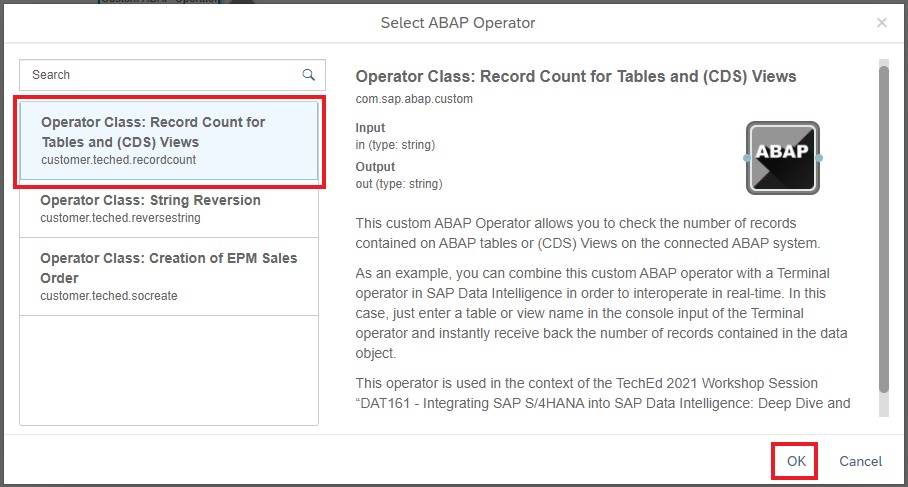 Custom ABAP Operator
Select ABAP Operator
×
Search
Operator Class: Record Count for
Tables and (CDS) Views
customer.teched.recordcount
Operator Class: String Reversion
customer.teched.reversestring
Operator Class: Creation of EPM Sales
Order
customer.teched.socreate
Operator Class: Record Count for Tables and (CDS) Views
com.sap.abap.custom
Input
in (type: string)
Output
out (type: string)
ABAP
This custom ABAP Operator allows you to check the number of records
contained on ABAP tables or (CDS) Views on the connected ABAP system.
As an example, you can combine this custom ABAP operator with a Terminal
operator in SAP Data Intelligence in order to interoperate in real-time. In this
case, just enter a table or view name in the console input of the Terminal
operator and instantly receive back the number of records contained in the data
object.
This operator is used in the context of the TechEd 2021 Workshop Session
“DAT161 - Integrating SAP S/4HANA into SAP Data Intelligence: Deep Dive and
OK
Cancel